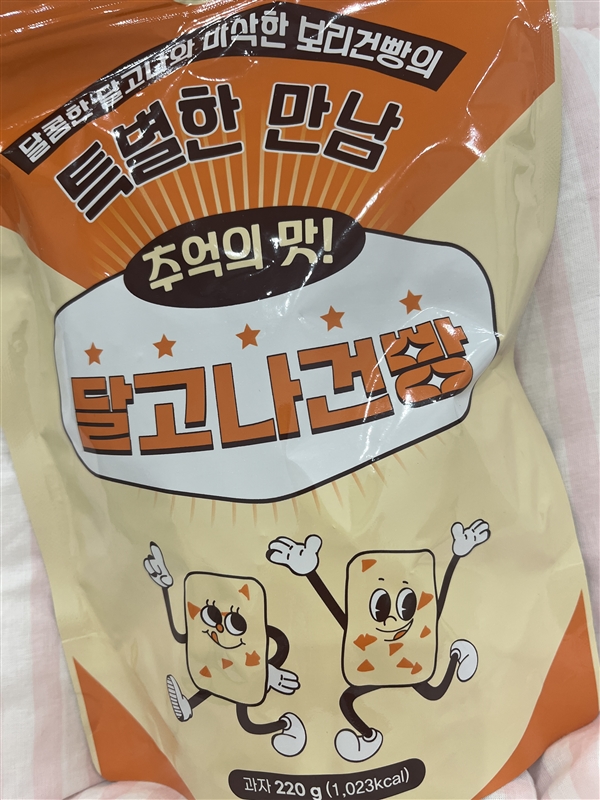 달콤한 달고나와 바삭한 보리건빵의
특별한 만남
추억의 맛!
달고나건빵
과자 220 g (1,023kcal)